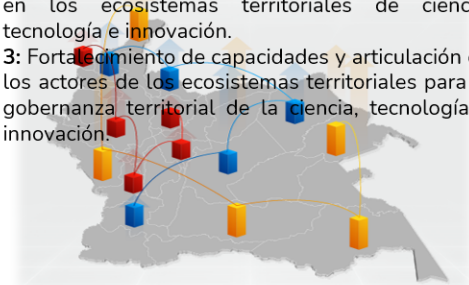 en los ecosistemas territoriales de cienc
tecnología e innovación.
3: Fortalecimiento de capacidades y articulación
los actores de los ecosistemas territoriales para
gobernanza territorial de la ciencia, tecnología
innovación.